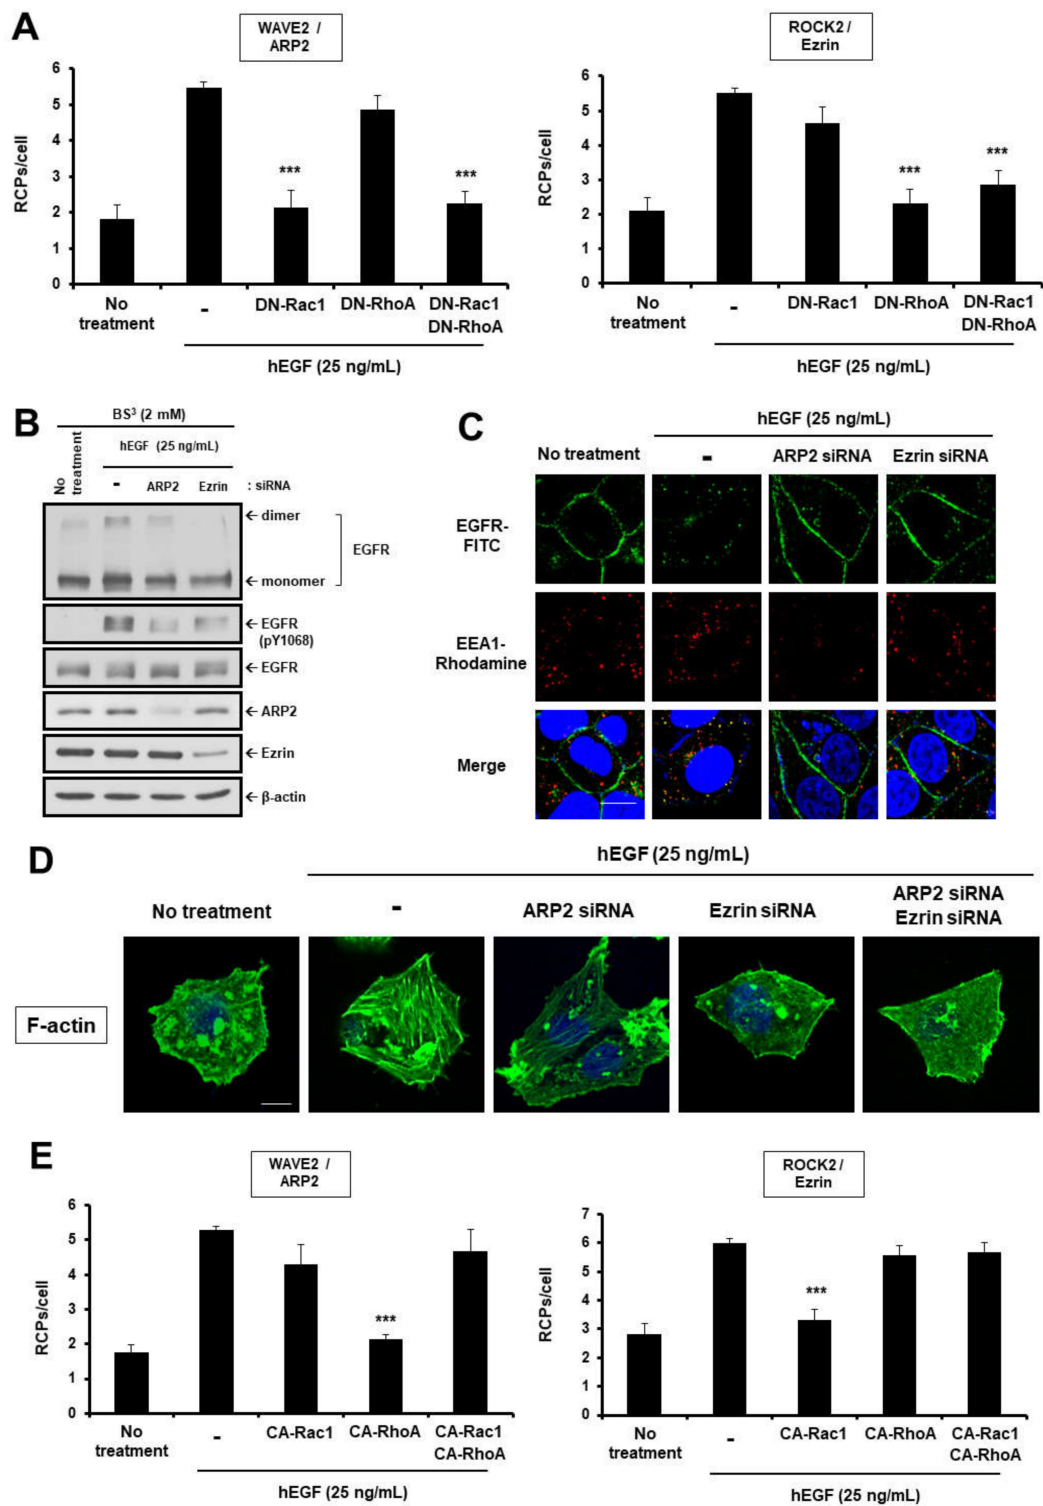 A
WAVE2 /
ARP2
RCPs/cell
6
5
4
3
2
1
0
***
***
No
treatment
-
DN-Rac1
DN-RhoA
DN-Rac1
DN-RhoA
hEGF (25 ng/mL)
ROCK2/
Ezrin
RCPs/cell
6
5
4
3
2
1
0
***
***
No
treatment
-
DN-Rac1
DN-RhoA
DN-Rac1
DN-RhoA
hEGF (25 ng/mL)
B
BS³ (2 mM)
hEGF (25 ng/mL)
No
treatment
-
ARP2
Ezrin
: siRNA
← dimer
EGFR
← monomer
← EGFR
(pY1068)
← EGFR
← ARP2
← Ezrin
← β-actin
C
hEGF (25 ng/mL)
No treatment
-
ARP2 siRNA
Ezrin siRNA
EGFR-
FITC
EEA1-
Rhodamine
Merge
D
hEGF (25 ng/mL)
No treatment
-
ARP2 siRNA
Ezrin siRNA
ARP2 siRNA
Ezrin siRNA
F-actin
E
WAVE2 /
ARP2
RCPs/cell
6
5
4
3
2
1
0
***
No
treatment
-
CA-Rac1
CA-RhoA
CA-Rac1
CA-RhoA
hEGF (25 ng/mL)
ROCK2/
Ezrin
RCPs/cell
7
6
5
4
3
2
1
0
***
No
treatment
-
CA-Rac1
CA-RhoA
CA-Rac1
CA-RhoA
hEGF (25 ng/mL)